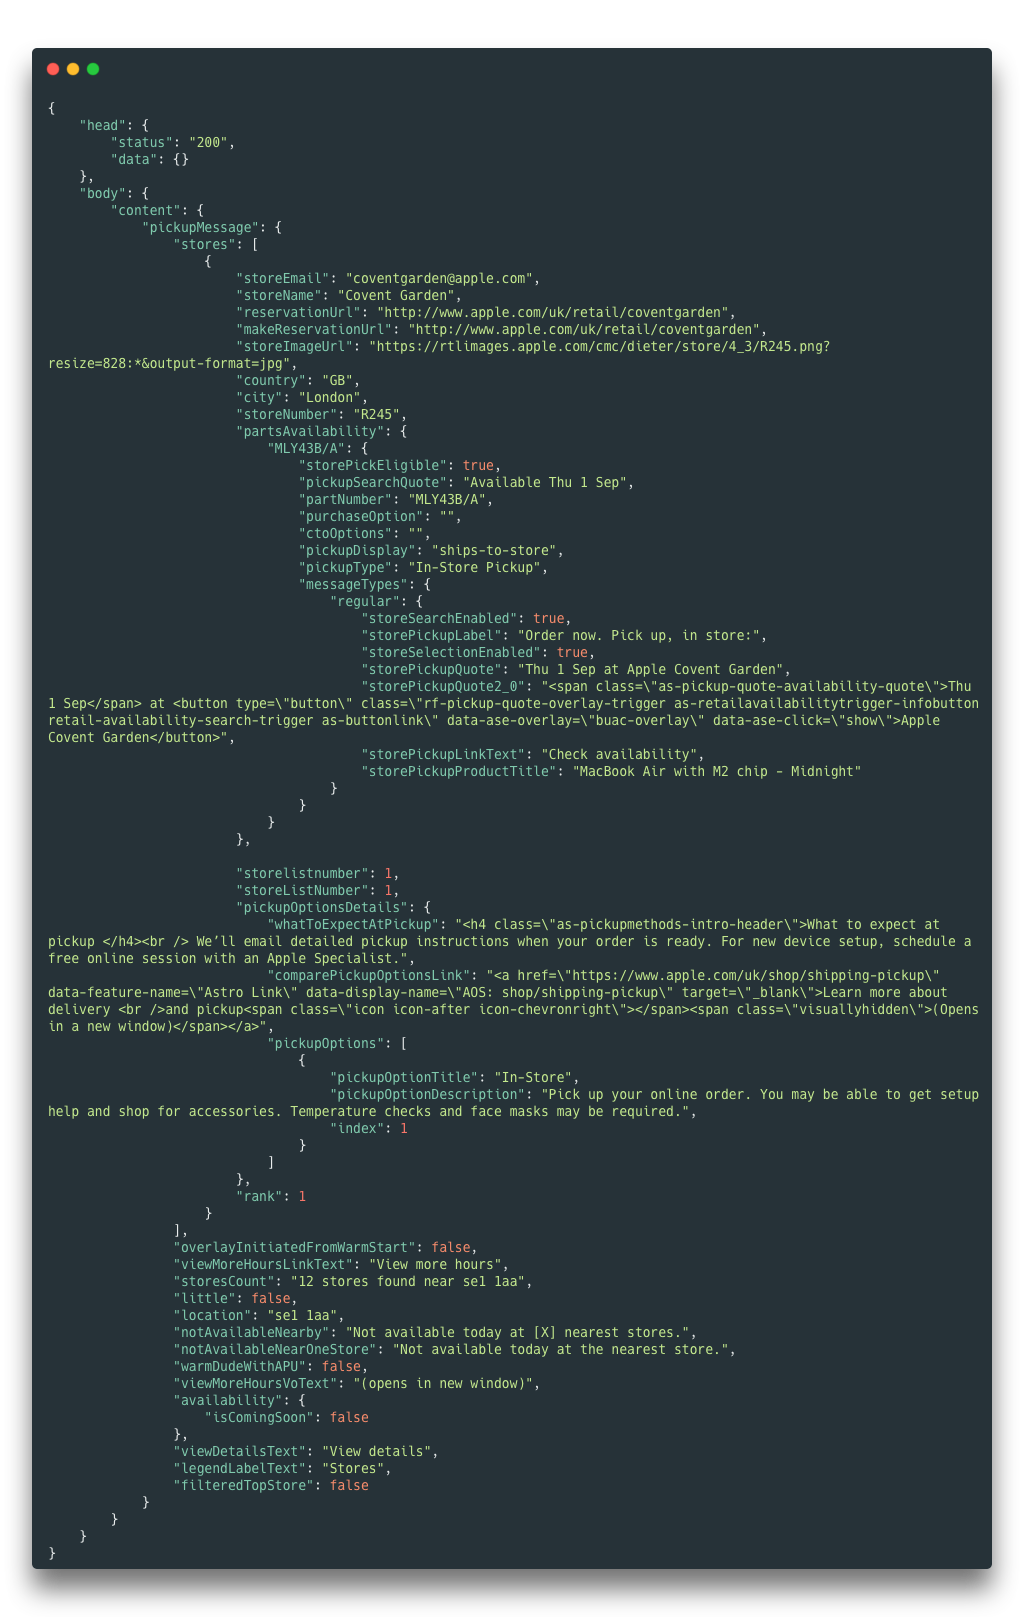 {
    "head": {
        "status": "200",
        "data": {}
    },
    "body": {
        "content": {
            "pickupMessage": {
                "stores": [
                    {
                        "storeEmail": "coventgarden@apple.com",
                        "storeName": "Covent Garden",
                        "reservationUrl": "http://www.apple.com/uk/retail/coventgarden",
                        "makeReservationUrl": "http://www.apple.com/uk/retail/coventgarden",
                        "storeImageUrl": "https://rtlimages.apple.com/cmc/dieter/store/4_3/R245.png?
resize=828:*&output-format=jpg",
                        "country": "GB",
                        "city": "London",
                        "storeNumber": "R245",
                        "partsAvailability": {
                            "MLY43B/A": {
                                "storePickEligible": true,
                                "pickupSearchQuote": "Available Thu 1 Sep",
                                "partNumber": "MLY43B/A",
                                "purchaseOption": "",
                                "ctoOptions": "",
                                "pickupDisplay": "ships-to-store",
                                "pickupType": "In-Store Pickup",
                                "messageTypes": {
                                    "regular": {
                                        "storeSearchEnabled": true,
                                        "storePickupLabel": "Order now. Pick up, in store:",
                                        "storeSelectionEnabled": true,
                                        "storePickupQuote": "Thu 1 Sep at Apple Covent Garden",
                                        "storePickupQuote2_0": "<span class=\"as-pickup-quote-availability-quote\">Thu
1 Sep</span> at <button type=\"button\" class=\"rf-pickup-quote-overlay-trigger as-retailavailabilitytrigger-infobutton
retail-availability-search-trigger as-buttonlink\" data-ase-overlay=\"buac-overlay\" data-ase-click=\"show\">Apple
Covent Garden</button>",
                                        "storePickupLinkText": "Check availability",
                                        "storePickupProductTitle": "MacBook Air with M2 chip - Midnight"
                                    }
                                }
                            }
                        },

                        "storelistnumber": 1,
                        "storeListNumber": 1,
                        "pickupOptionsDetails": {
                            "whatToExpectAtPickup": "<h4 class=\"as-pickupmethods-intro-header\">What to expect at
pickup </h4><br /> We’ll email detailed pickup instructions when your order is ready. For new device setup, schedule a
free online session with an Apple Specialist.",
                            "comparePickupOptionsLink": "<a href=\"https://www.apple.com/uk/shop/shipping-pickup\"
data-feature-name=\"Astro Link\" data-display-name=\"AOS: shop/shipping-pickup\" target=\"_blank\">Learn more about
delivery <br />and pickup<span class=\"icon icon-after icon-chevronright\"></span><span class=\"visuallyhidden\">(Opens
in a new window)</span></a>",
                            "pickupOptions": [
                                {
                                    "pickupOptionTitle": "In-Store",
                                    "pickupOptionDescription": "Pick up your online order. You may be able to get setup
help and shop for accessories. Temperature checks and face masks may be required.",
                                    "index": 1
                                }
                            ]
                        },
                        "rank": 1
                    }
                ],
                "overlayInitiatedFromWarmStart": false,
                "viewMoreHoursLinkText": "View more hours",
                "storesCount": "12 stores found near se1 1aa",
                "little": false,
                "location": "se1 1aa",
                "notAvailableNearby": "Not available today at [X] nearest stores.",
                "notAvailableNearOneStore": "Not available today at the nearest store.",
                "warmDudeWithAPU": false,
                "viewMoreHoursVoText": "(opens in new window)",
                "availability": {
                    "isComingSoon": false
                },
                "viewDetailsText": "View details",
                "legendLabelText": "Stores",
                "filteredTopStore": false
            }
        }
    }
}